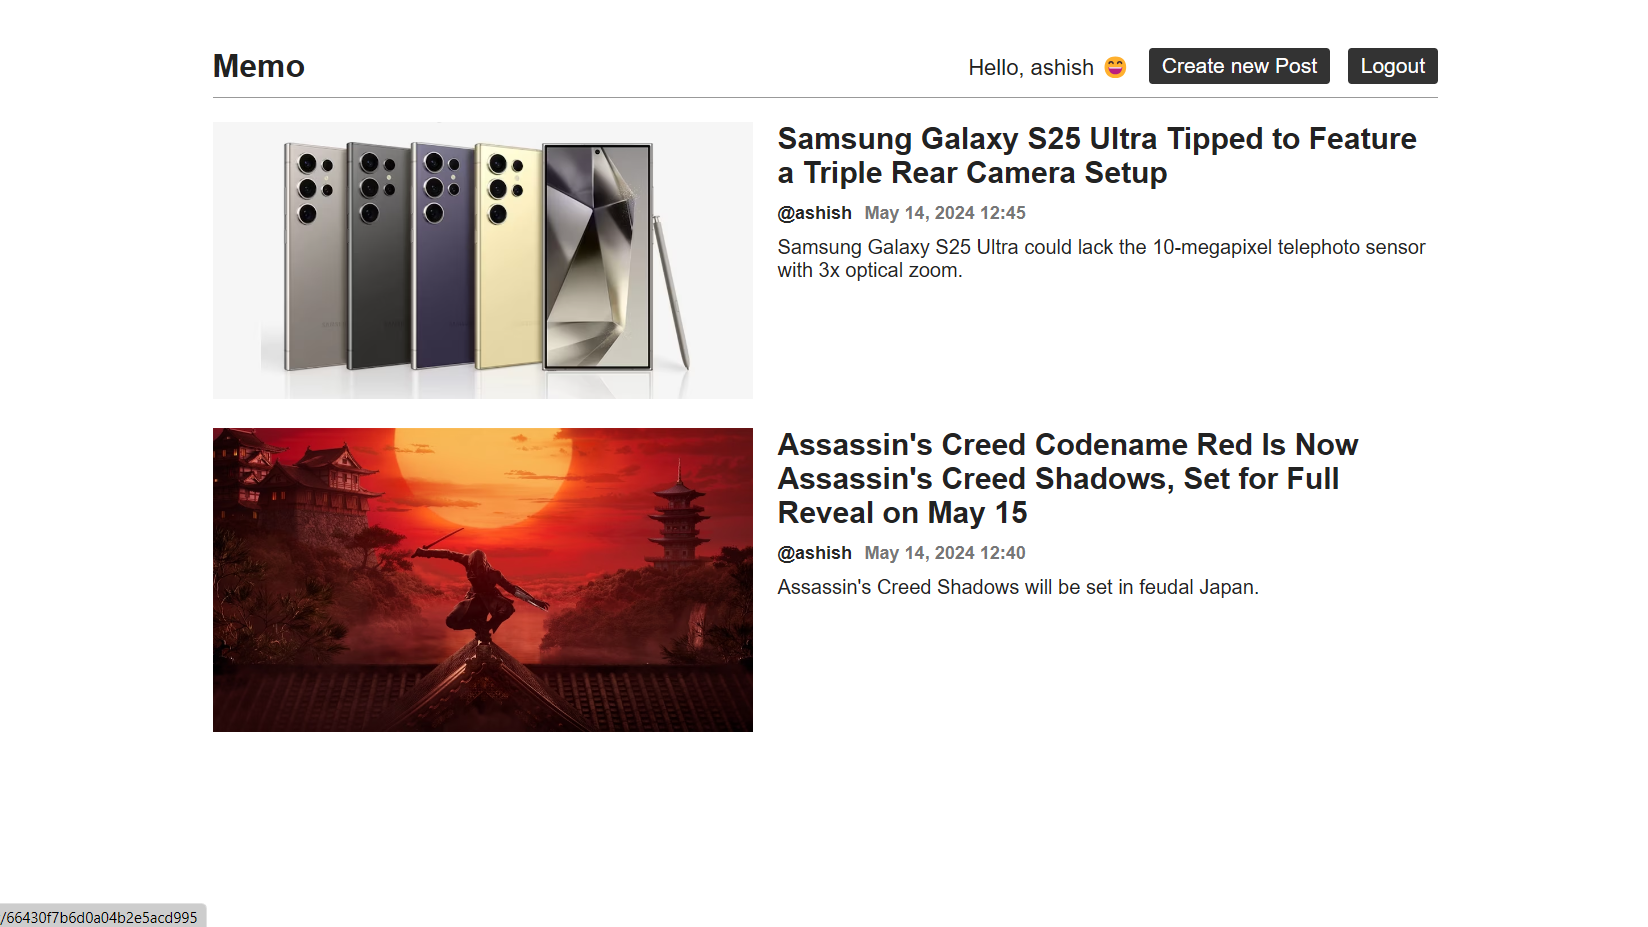 Memo
Hello, ashish 😄
Create new Post
Logout
Samsung Galaxy S25 Ultra Tipped to Feature
a Triple Rear Camera Setup
@ashish May 14, 2024 12:45
Samsung Galaxy S25 Ultra could lack the 10-megapixel telephoto sensor
with 3x optical zoom.
Assassin's Creed Codename Red Is Now
Assassin's Creed Shadows, Set for Full
Reveal on May 15
@ashish May 14, 2024 12:40
Assassin's Creed Shadows will be set in feudal Japan.
/66430f7b6d0a04b2e5acd995